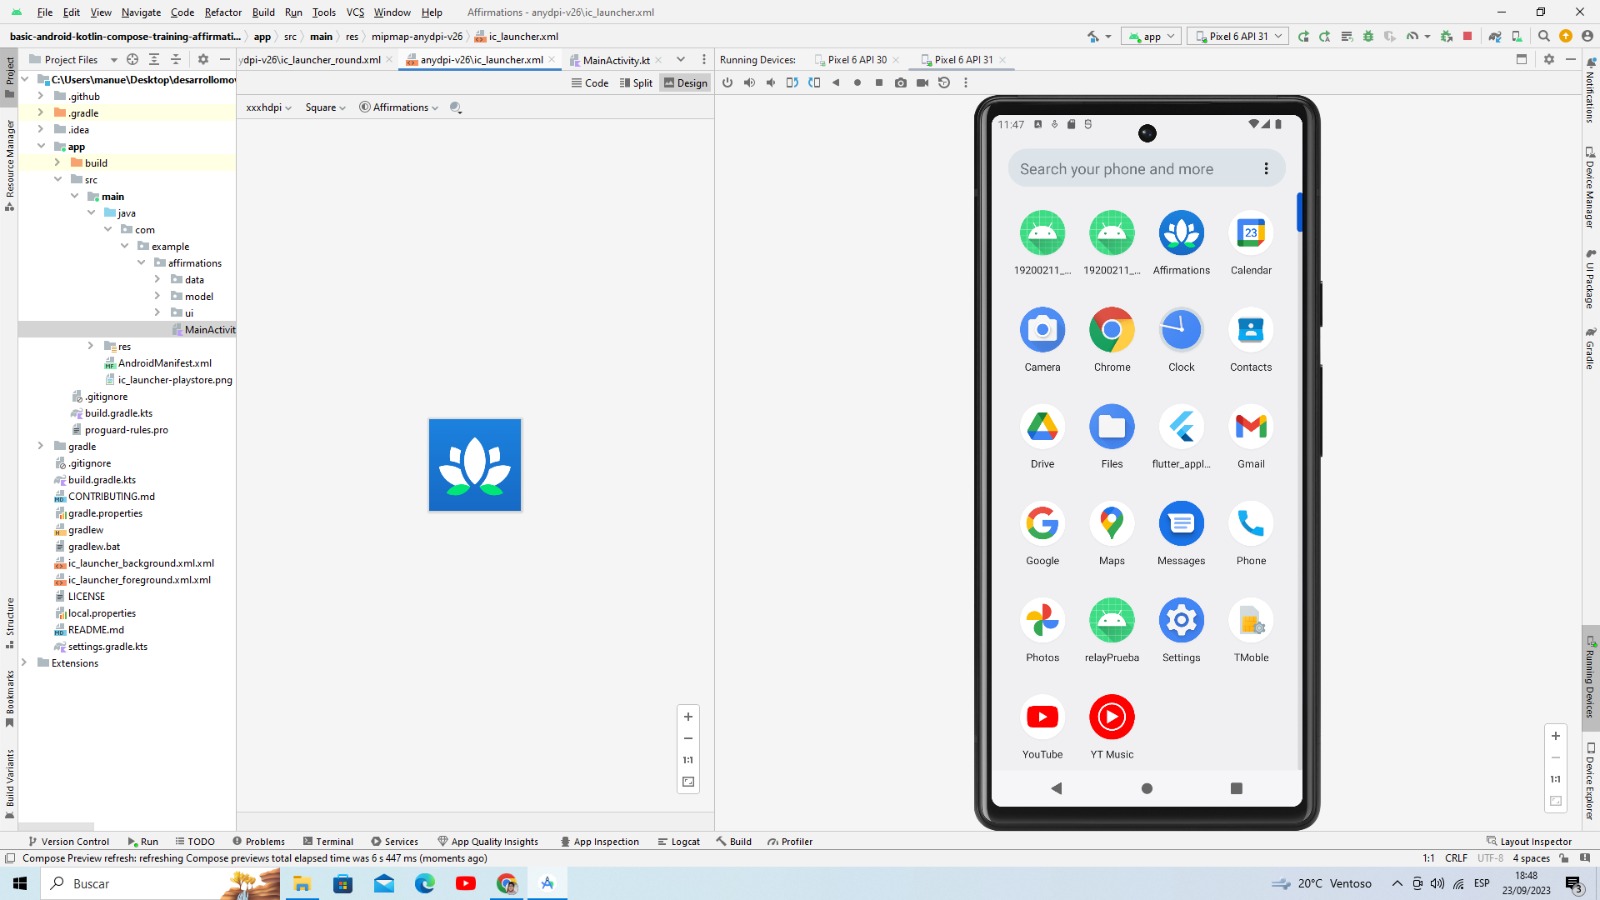 File Edit View Navigate Code Refactor Build Run Tools VCS Window Help Affirmations - anydpi-v26\ic_launcher.xml
basic-android-kotlin-compose-training-affirmati... app src main res mipmap-anydpi-v26 ic_launcher.xml app Pixel 6 API 31
Project Files ydpi-v26\ic_launcher_round.xml anydpi-v26\ic_launcher.xml MainActivity.kt Running Devices: Pixel 6 API 30 Pixel 6 API 31
Code Split Design
xxxhdpi Square Affirmations
C:\Users\manue\Desktop\desarrollomov
.github
.gradle
.idea
app
build
src
main
java
com
example
affirmations
data
model
ui
MainActivit
res
AndroidManifest.xml
ic_launcher-playstore.png
.gitignore
build.gradle.kts
proguard-rules.pro
gradle
.gitignore
build.gradle.kts
CONTRIBUTING.md
gradle.properties
gradlew
gradlew.bat
ic_launcher_background.xml.xml
ic_launcher_foreground.xml.xml
LICENSE
local.properties
README.md
settings.gradle.kts
Extensions
Project
Resource Manager
Structure
Bookmarks
Build Variants
1:1
11:47
Search your phone and more
19200211_... 19200211_... Affirmations Calendar
23
Camera Chrome Clock Contacts
Drive Files flutter_appl... Gmail
Google Maps Messages Phone
Photos relayPrueba Settings TMoble
YouTube YT Music
1:1
Notifications
Device Manager
UI Package
Gradle
Running Devices
Device Explorer
Version Control Run TODO Problems Terminal Services App Quality Insights App Inspection Logcat Build Profiler Layout Inspector
Compose Preview refresh: refreshing Compose previews total elapsed time was 6 s 447 ms (moments ago) 1:1 CRLF UTF-8 4 spaces
Buscar 20°C Ventoso ESP 18:48
23/09/2023 3